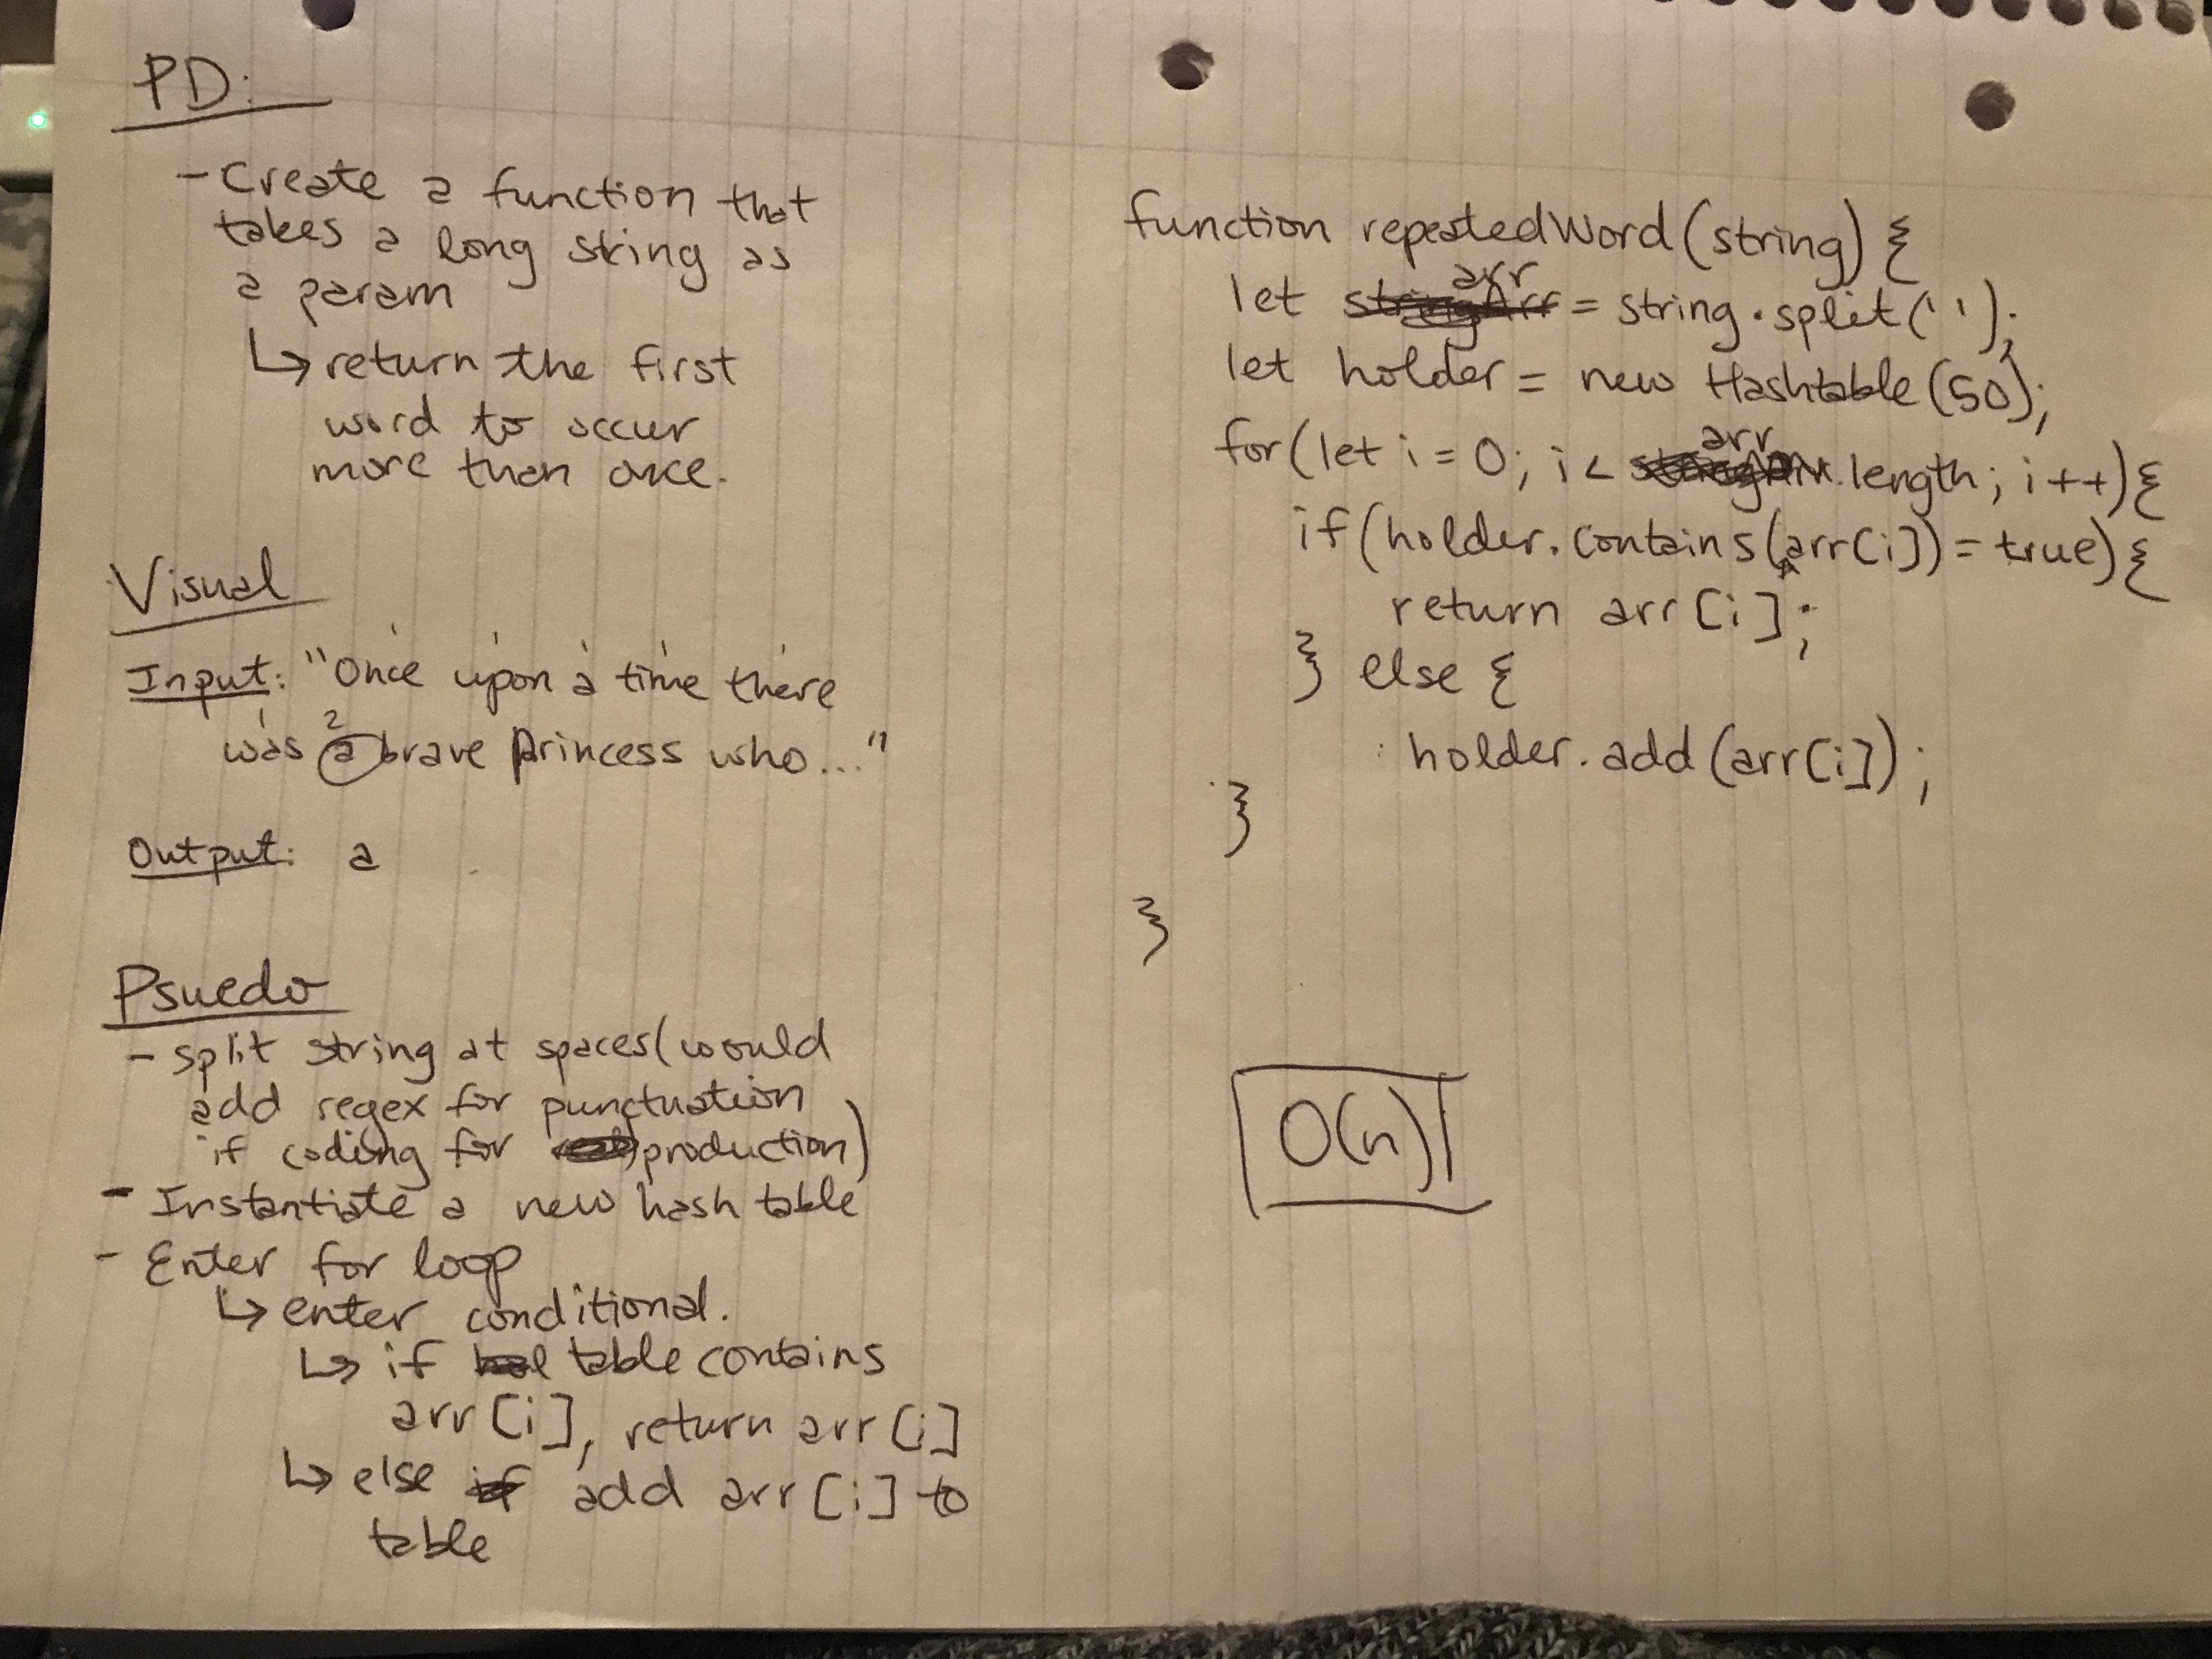 PD:
- Create a function that
takes a long string as
a param
↳ return the first
word to occur
more than once.
Visual
Input: "Once upon a time there
1 2
was a brave princess who..."
Output: a
Psuedo
- split string at spaces (would
add regex for punctuation
if coding for production)
- Instantiate a new hash table
- Enter for loop
↳ enter conditional.
↳ if table contains
arr[i], return arr[i]
↳ else if add arr[i] to
table
function repeatedWord(string) {
let arr = string.split(' ');
let holder = new Hashtable(50);
for(let i = 0; i < arr.length; i++){
if(holder.contains(arr[i]) = true){
return arr[i];
} else {
holder.add(arr[i]);
}
}
O(n)